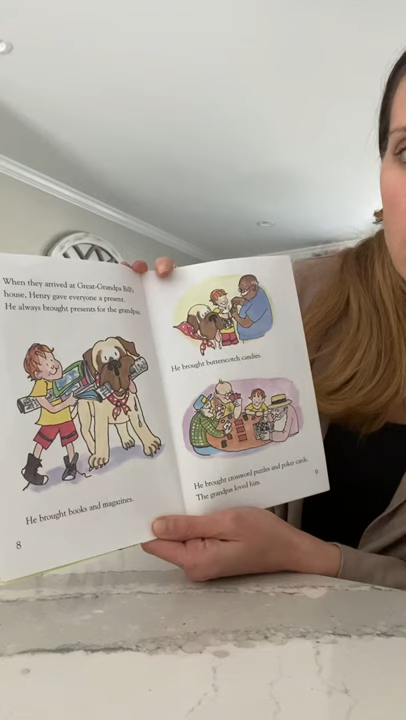 When they arrived at Great-Grandpa Bill's
house, Henry gave everyone a present.
He always brought presents for the grandpas.
He brought books and magazines.
8
He brought butterscotch candies.
He brought crossword puzzles and poker cards.
The grandpas loved him.
9